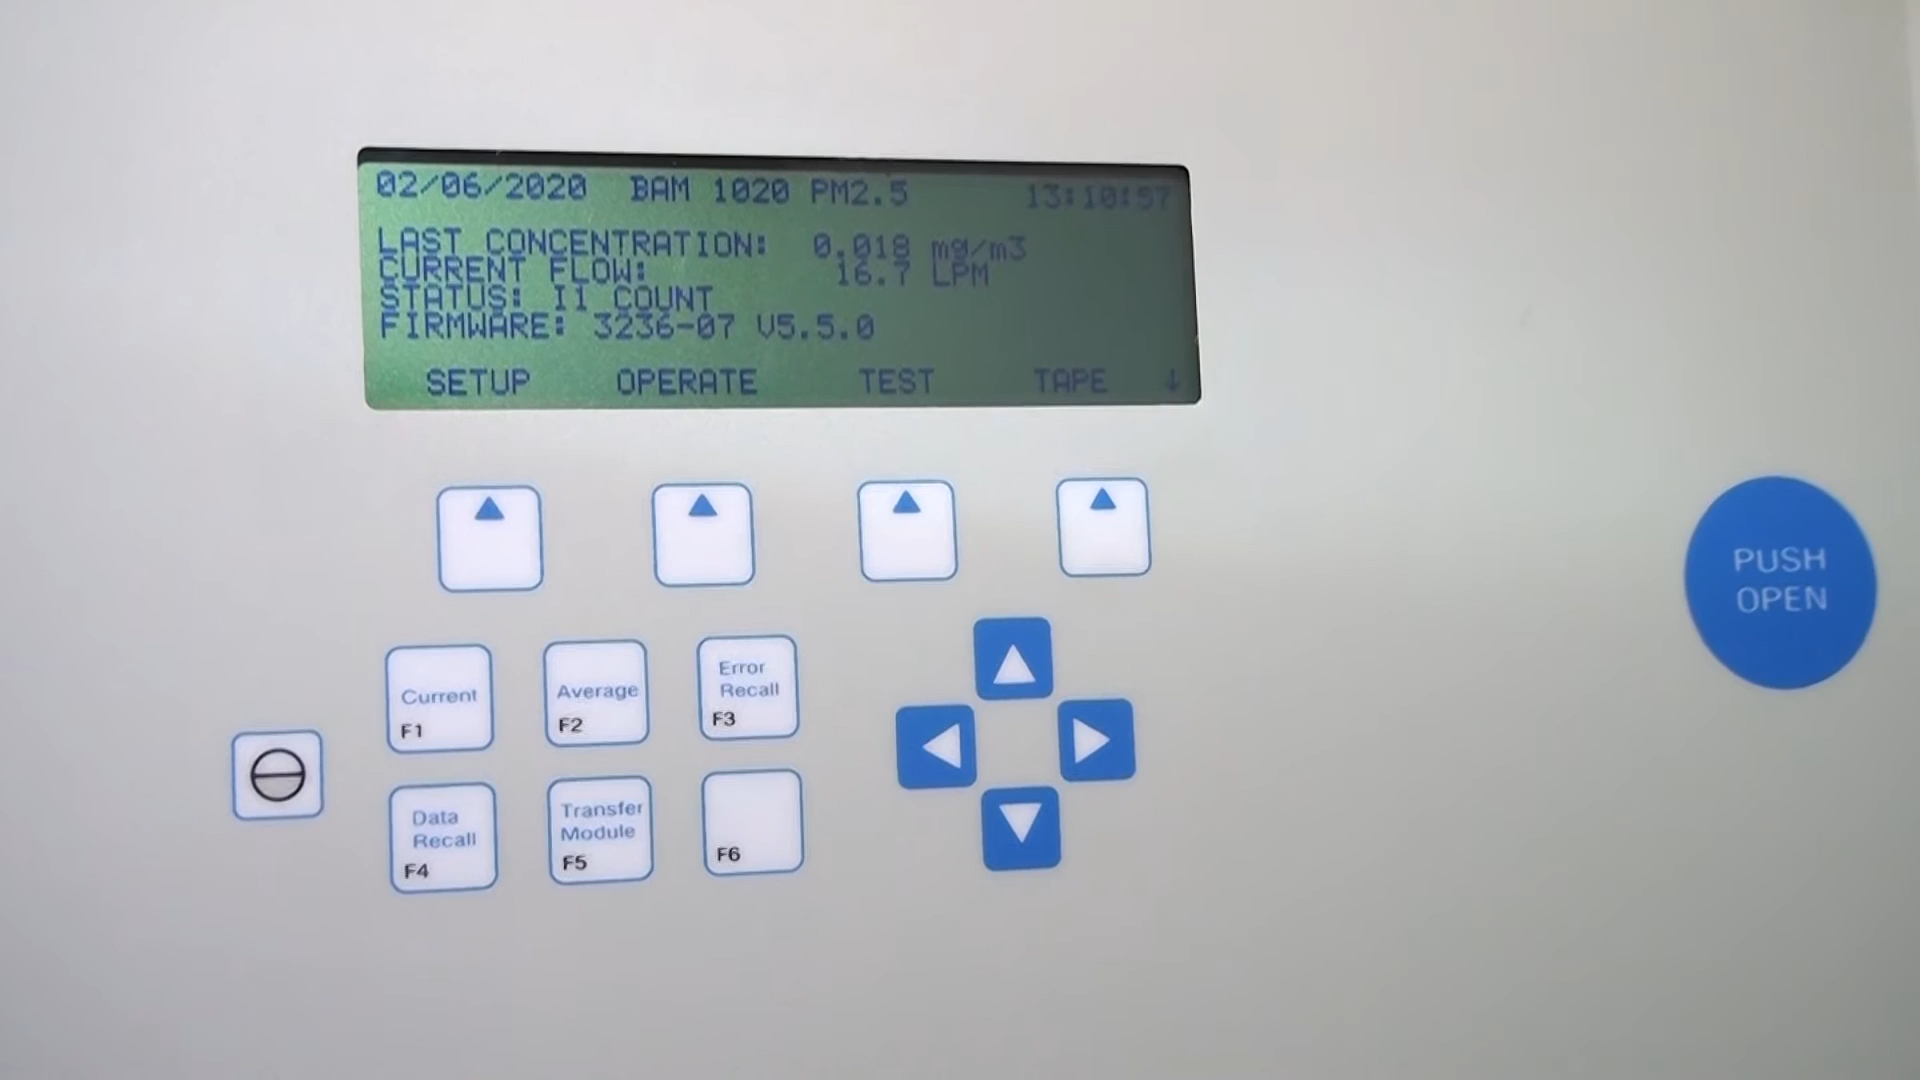 02/06/2020 BAM 1020 PM2.5 13:10:57
LAST CONCENTRATION: 0.018 mg/m3
CURRENT FLOW: 16.7 LPM
STATUS: I1 COUNT
FIRMWARE: 3236-07 V5.5.0
SETUP OPERATE TEST TAPE ↓
PUSH
OPEN
Current
F1
Average
F2
Error
Recall
F3
Data
Recall
F4
Transfer
Module
F5
F6